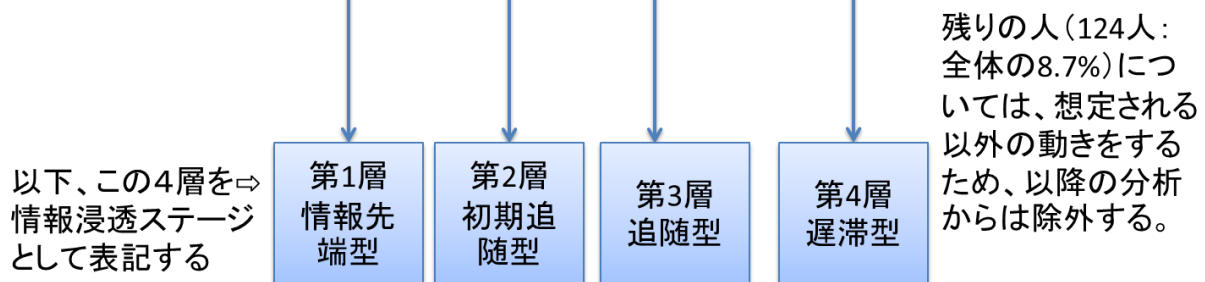 以下、この４層を⇨
情報浸透ステージ
として表記する
第1層
情報先
端型
第2層
初期追
随型
第3層
追随型
第4層
遅滞型
残りの人（124人：
全体の8.7%）につ
いては、想定される
以外の動きをする
ため、以降の分析
からは除外する。